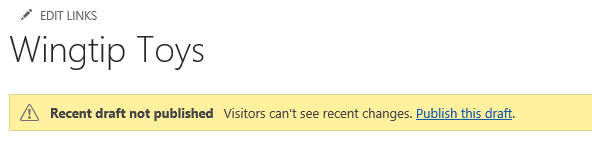 EDIT LINKS
Wingtip Toys
Recent draft not published Visitors can't see recent changes. Publish this draft.